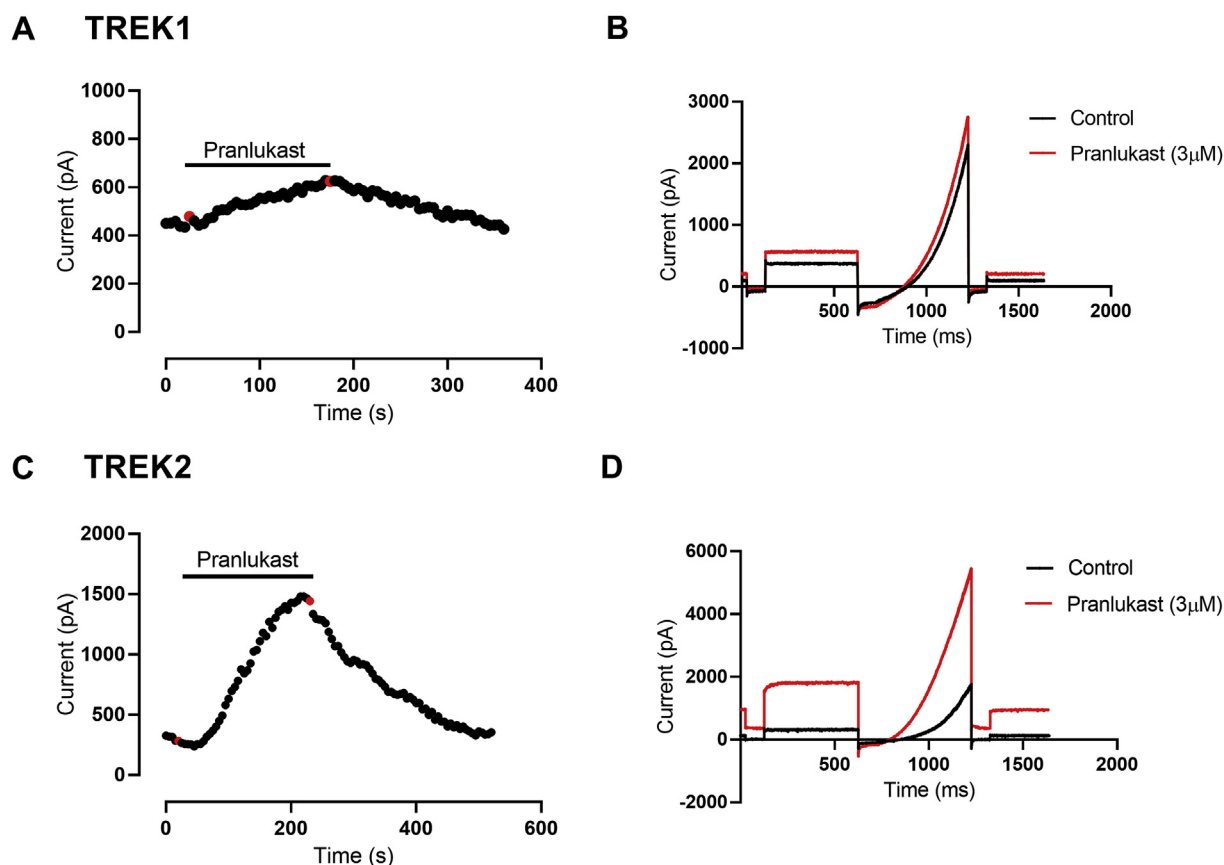 A TREK1
1000
800
600
400
200
0
Current (pA)
Pranlukast
0 100 200 300 400
Time (s)
B
3000
2000
1000
0
-1000
Current (pA)
500 1000 1500 2000
Time (ms)
Control
Pranlukast (3μM)
C TREK2
2000
1500
1000
500
0
Current (pA)
Pranlukast
0 200 400 600
Time (s)
D
6000
4000
2000
0
-2000
Current (pA)
500 1000 1500 2000
Time (ms)
Control
Pranlukast (3μM)